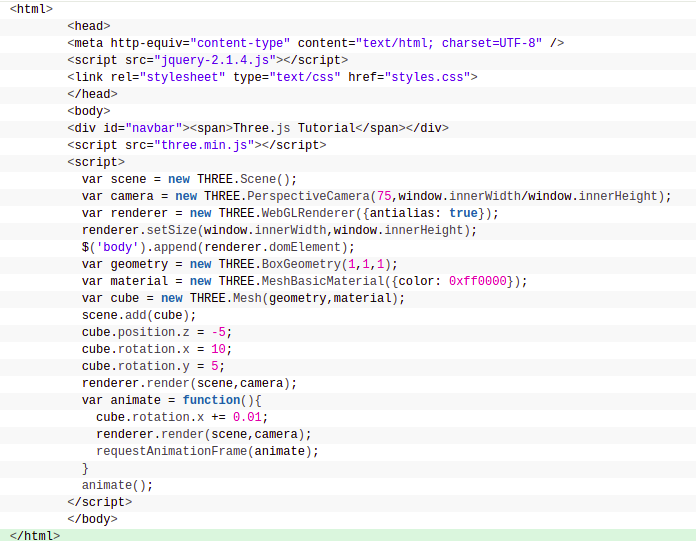 <html>
<head>
<meta http-equiv="content-type" content="text/html; charset=UTF-8" />
<script src="jquery-2.1.4.js"></script>
<link rel="stylesheet" type="text/css" href="styles.css">
</head>
<body>
<div id="navbar"><span>Three.js Tutorial</span></div>
<script src="three.min.js"></script>
<script>
var scene = new THREE.Scene();
var camera = new THREE.PerspectiveCamera(75,window.innerWidth/window.innerHeight);
var renderer = new THREE.WebGLRenderer({antialias: true});
renderer.setSize(window.innerWidth,window.innerHeight);
$('body').append(renderer.domElement);
var geometry = new THREE.BoxGeometry(1,1,1);
var material = new THREE.MeshBasicMaterial({color: 0xff0000});
var cube = new THREE.Mesh(geometry,material);
scene.add(cube);
cube.position.z = -5;
cube.rotation.x = 10;
cube.rotation.y = 5;
renderer.render(scene,camera);
var animate = function(){
cube.rotation.x += 0.01;
renderer.render(scene,camera);
requestAnimationFrame(animate);
}
animate();
</script>
</body>
</html>